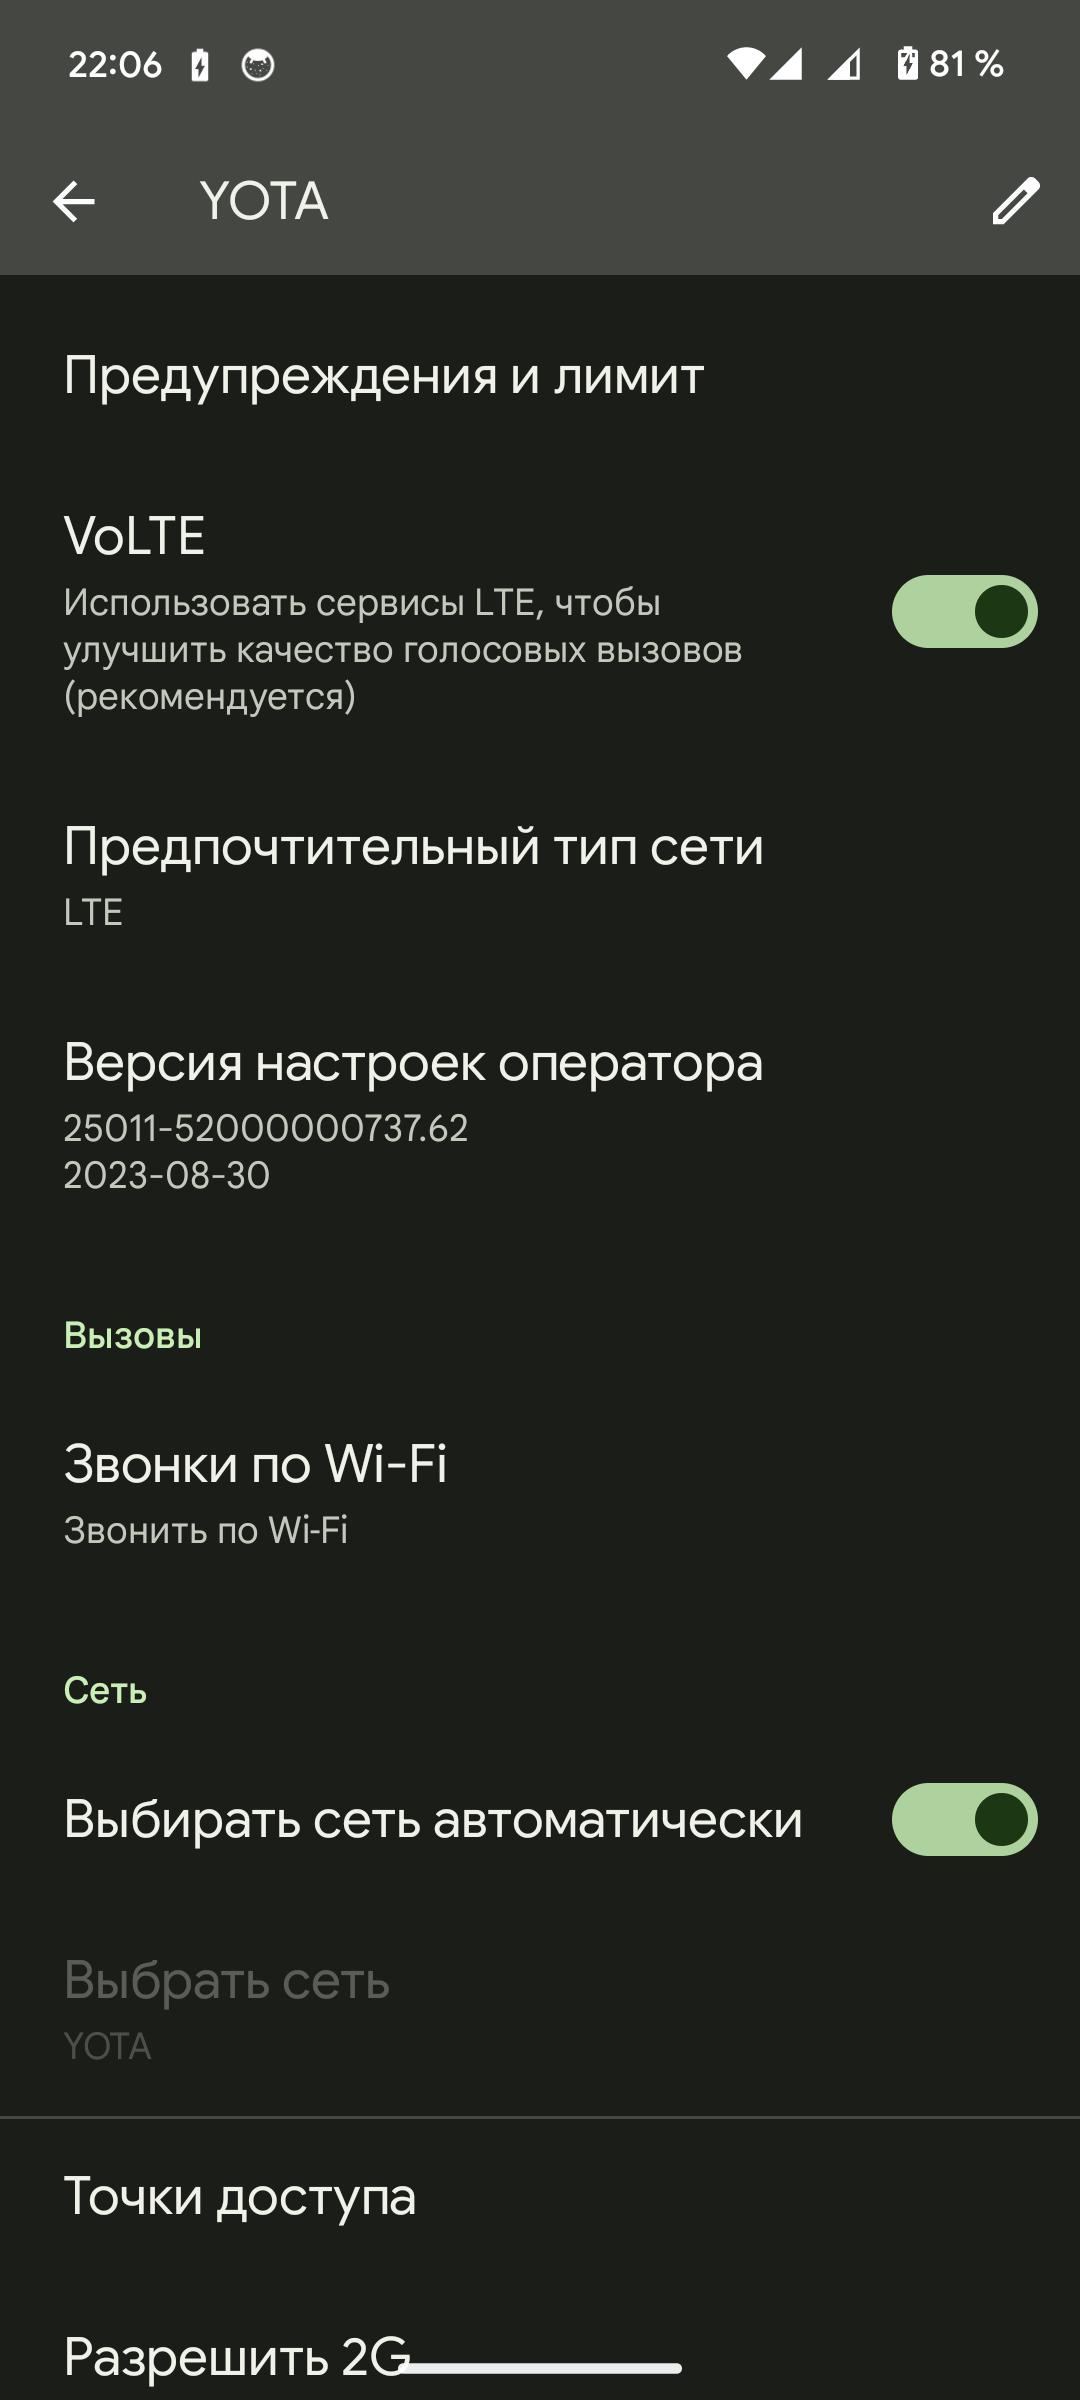 22:06
81 %
YOTA
Предупреждения и лимит
VoLTE
Использовать сервисы LTE, чтобы
улучшить качество голосовых вызовов
(рекомендуется)
Предпочтительный тип сети
LTE
Версия настроек оператора
25011-52000000737.62
2023-08-30
Вызовы
Звонки по Wi-Fi
Звонить по Wi-Fi
Сеть
Выбирать сеть автоматически
Выбрать сеть
YOTA
Точки доступа
Разрешить 2G